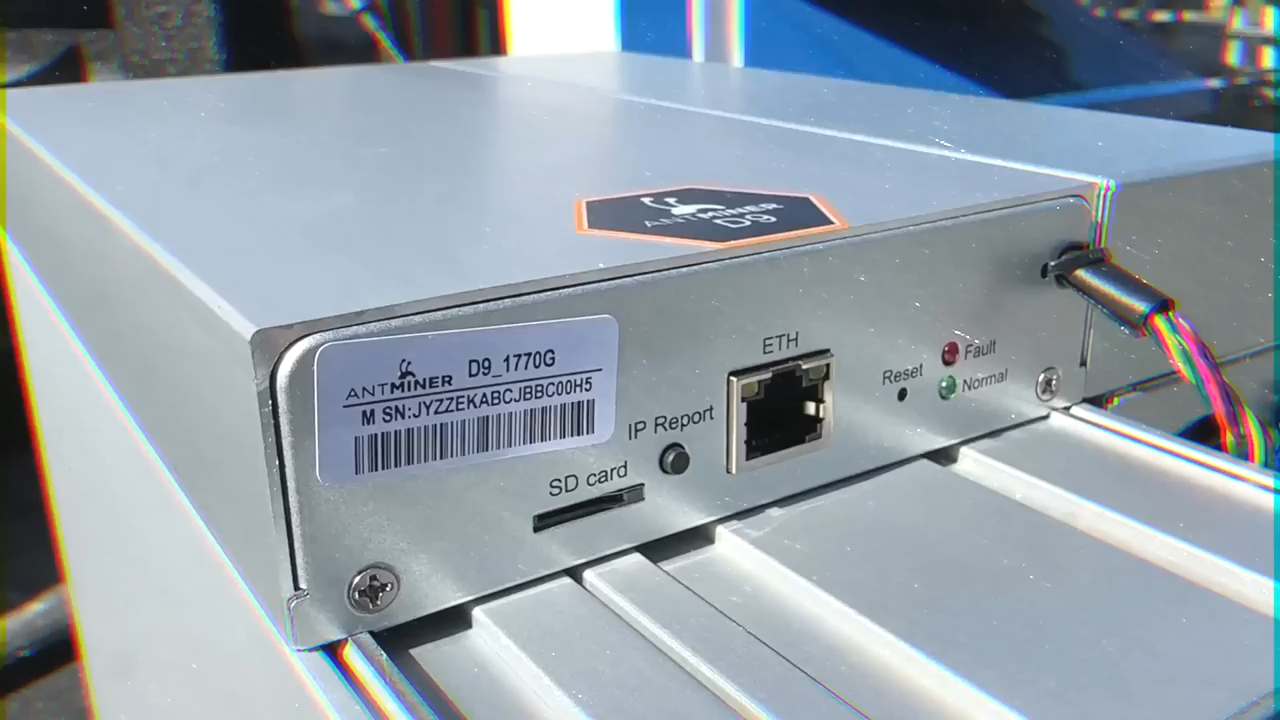 ANTMINER
D9
ANTMINER D9_1770G
M SN:JYZZEKABCJBBC00H5
SD card
IP Report
ETH
Reset
Fault
Normal